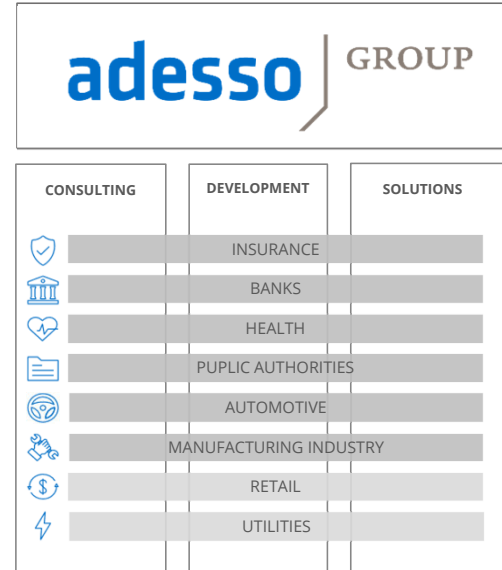 adesso GROUP
CONSULTING DEVELOPMENT SOLUTIONS
INSURANCE
BANKS
HEALTH
PUPLIC AUTHORITIES
AUTOMOTIVE
MANUFACTURING INDUSTRY
$ RETAIL
UTILITIES